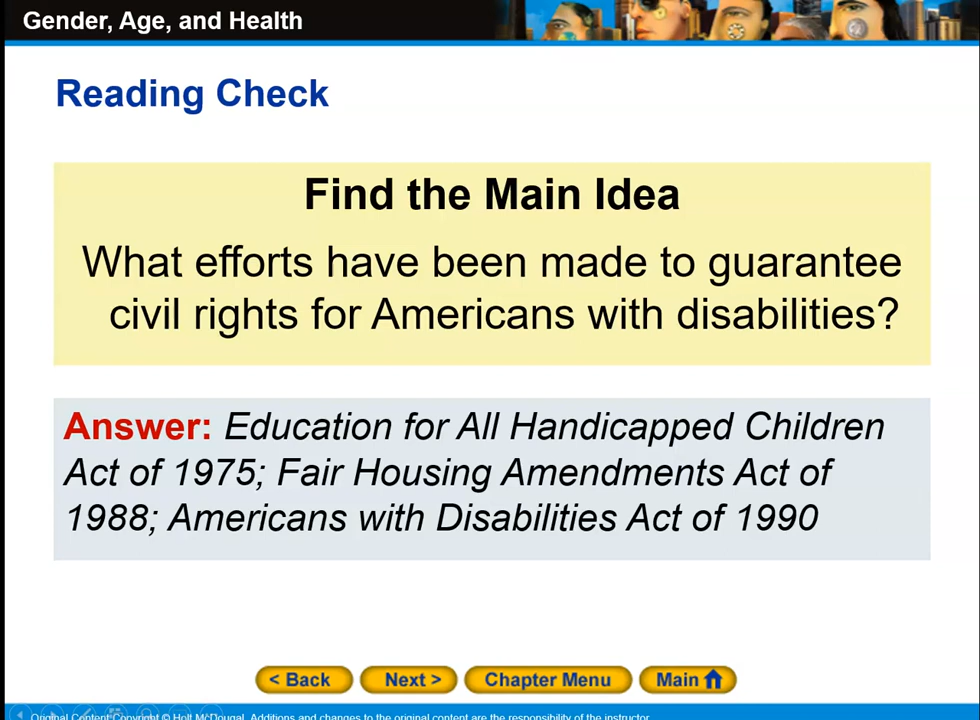 Gender, Age, and Health
Reading Check
Find the Main Idea
What efforts have been made to guarantee
civil rights for Americans with disabilities?
Answer: Education for All Handicapped Children
Act of 1975; Fair Housing Amendments Act of
1988; Americans with Disabilities Act of 1990
< Back Next > Chapter Menu Main
Original Content Copyright © Holt McDougal. Additions and changes to the original content are the responsibility of the instructor.